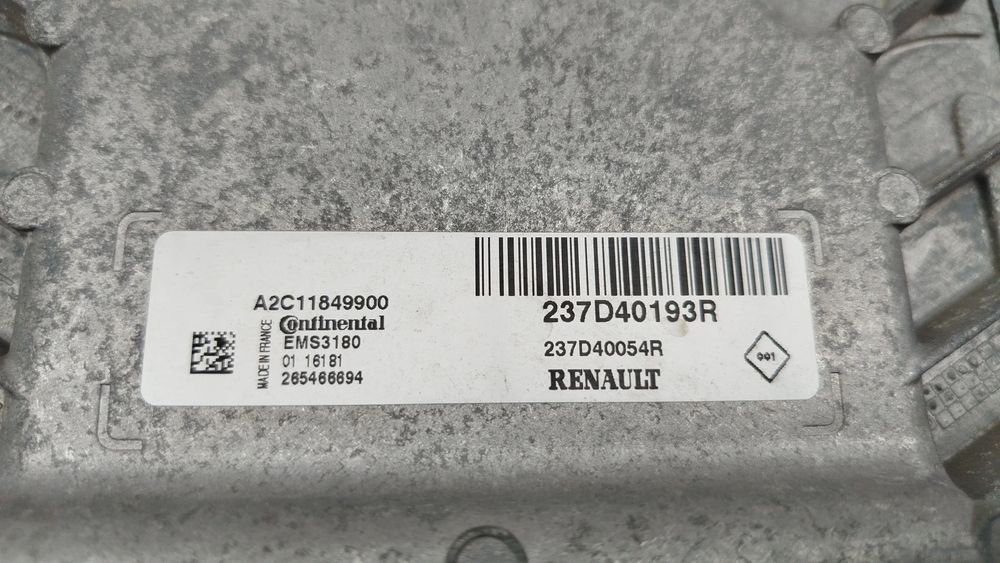 A2C11849900
Continental
EMS3180
01 16181
265466694
MADE IN FRANCE
237D40193R
237D40054R
RENAULT
991